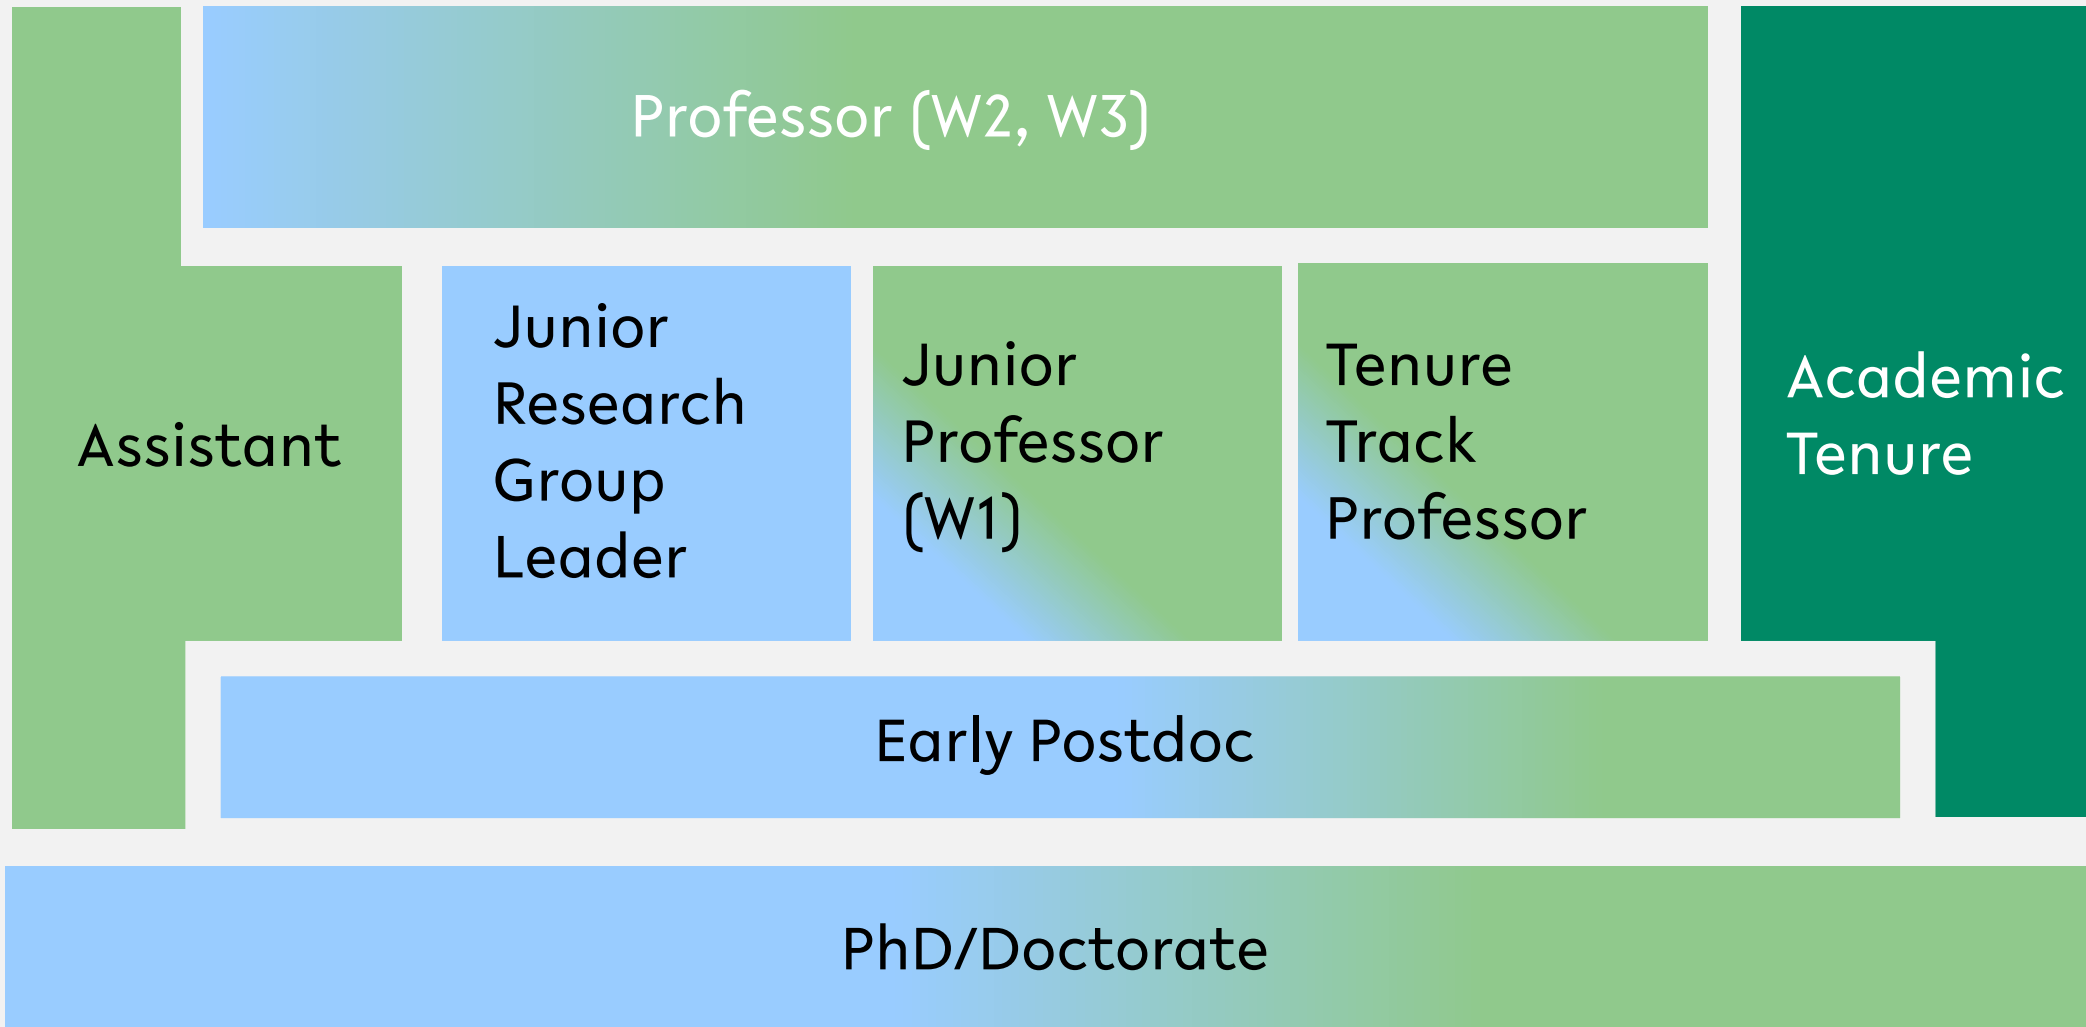 Professor (W2, W3)
Assistant
Junior
Research
Group
Leader
Junior
Professor
(W1)
Tenure
Track
Professor
Academic
Tenure
Early Postdoc
PhD/Doctorate